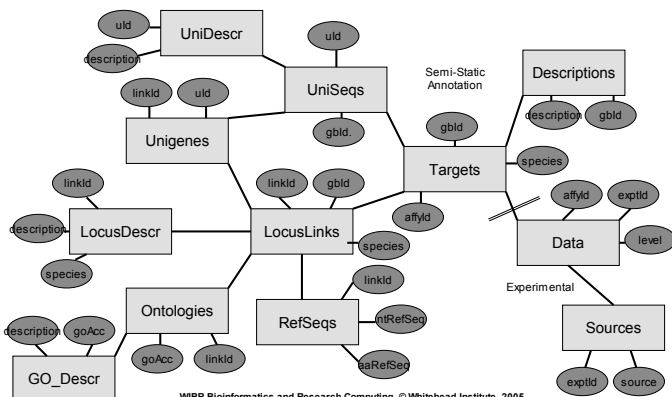 uId
UniDescr
description
uId
UniSeqs
gbId.
Semi-Static
Annotation
Descriptions
description
gbId
linkId
uId
Unigenes
gbId
Targets
species
affyId
linkId
gbId
LocusLinks
species
linkId
description
LocusDescr
species
affyId
exptId
Data
level
Experimental
Ontologies
goAcc
linkId
description
goAcc
GO_Descr
linkId
RefSeqs
ntRefSeq
aaRefSeq
Sources
exptId
source
WIBR Bioinformatics and Research Computing, © Whitehead Institute, 2005